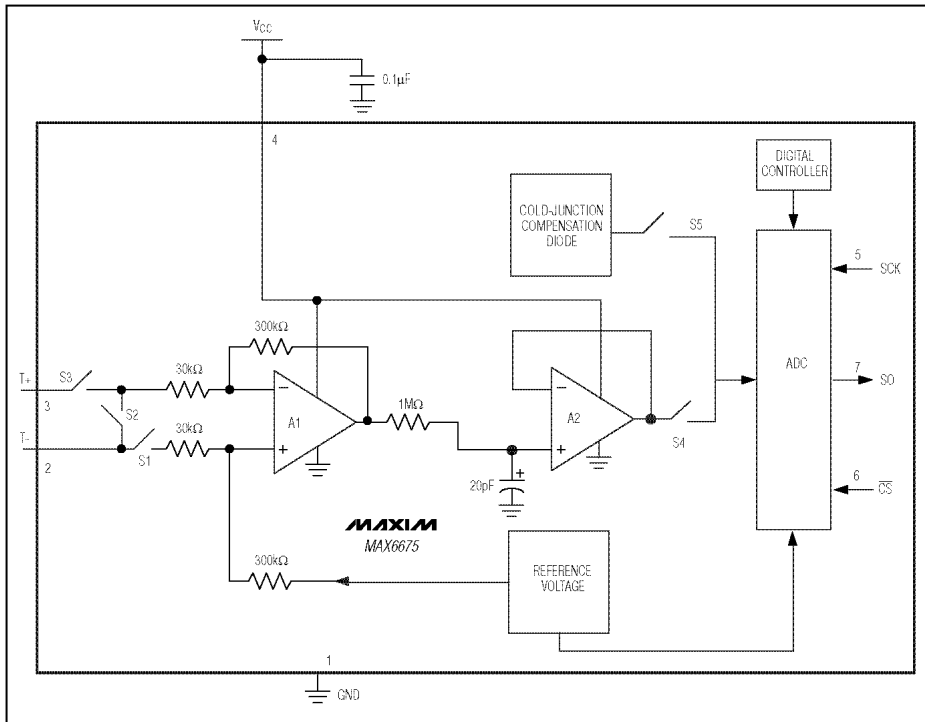 VCC
0.1μF
4
DIGITAL
CONTROLLER
COLD-JUNCTION
COMPENSATION
DIODE
S5
5
SCK
300kΩ
ADC
30kΩ
7
SO
T+
S3
3
A1
1MΩ
A2
S2
30kΩ
S4
T-
S1
2
20pF
6
CS
MAXIM
MAX6675
300kΩ
REFERENCE
VOLTAGE
1
GND